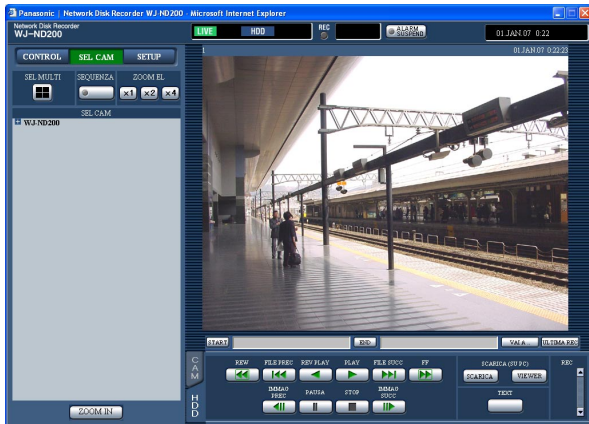 Panasonic | Network Disk Recorder WJ-ND200 - Microsoft Internet Explorer
Network Disk Recorder
WJ-ND200
LIVE HDD REC ALARM SUSPEND 01.JAN.07 0:22
CONTROL SEL CAM SETUP
1 01.JAN.07 0:22:23
SEL MULTI SEQUENZA ZOOM EL
x1 x2 x4
SEL CAM
WJ-ND200
START END VAI A... ULTIMA REC
CAM
HDD
REW FILE PREC REV PLAY PLAY FILE SUCC FF
SCARICA (SU PC) REC
SCARICA VIEWER
IMMAG PREC PAUSA STOP IMMAG SUCC
TEXT
ZOOM IN